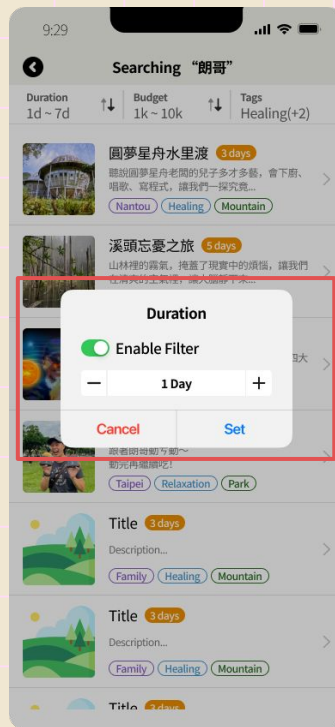 9:29
Searching “朗哥”
Duration
1d ~ 7d
Budget
1k ~ 10k
Tags
Healing(+2)
圓夢星舟水里渡 3 days
聽說圓夢星舟老闆的兒子多才多藝，會下廚、
唱歌、寫程式，讓我們一探究竟...
Nantou Healing Mountain
溪頭忘憂之旅 5 days
山林裡的霧氣，掩蓋了現實中的煩惱，讓我們
四大
Duration
Enable Filter
− 1 Day +
Cancel Set
跟著朗哥動ㄘ動～
動完再繼續吃!
Taipei Relaxation Park
Title 3 days
Description...
Family Healing Mountain
Title 3 days
Description...
Family Healing Mountain
Title 3 days